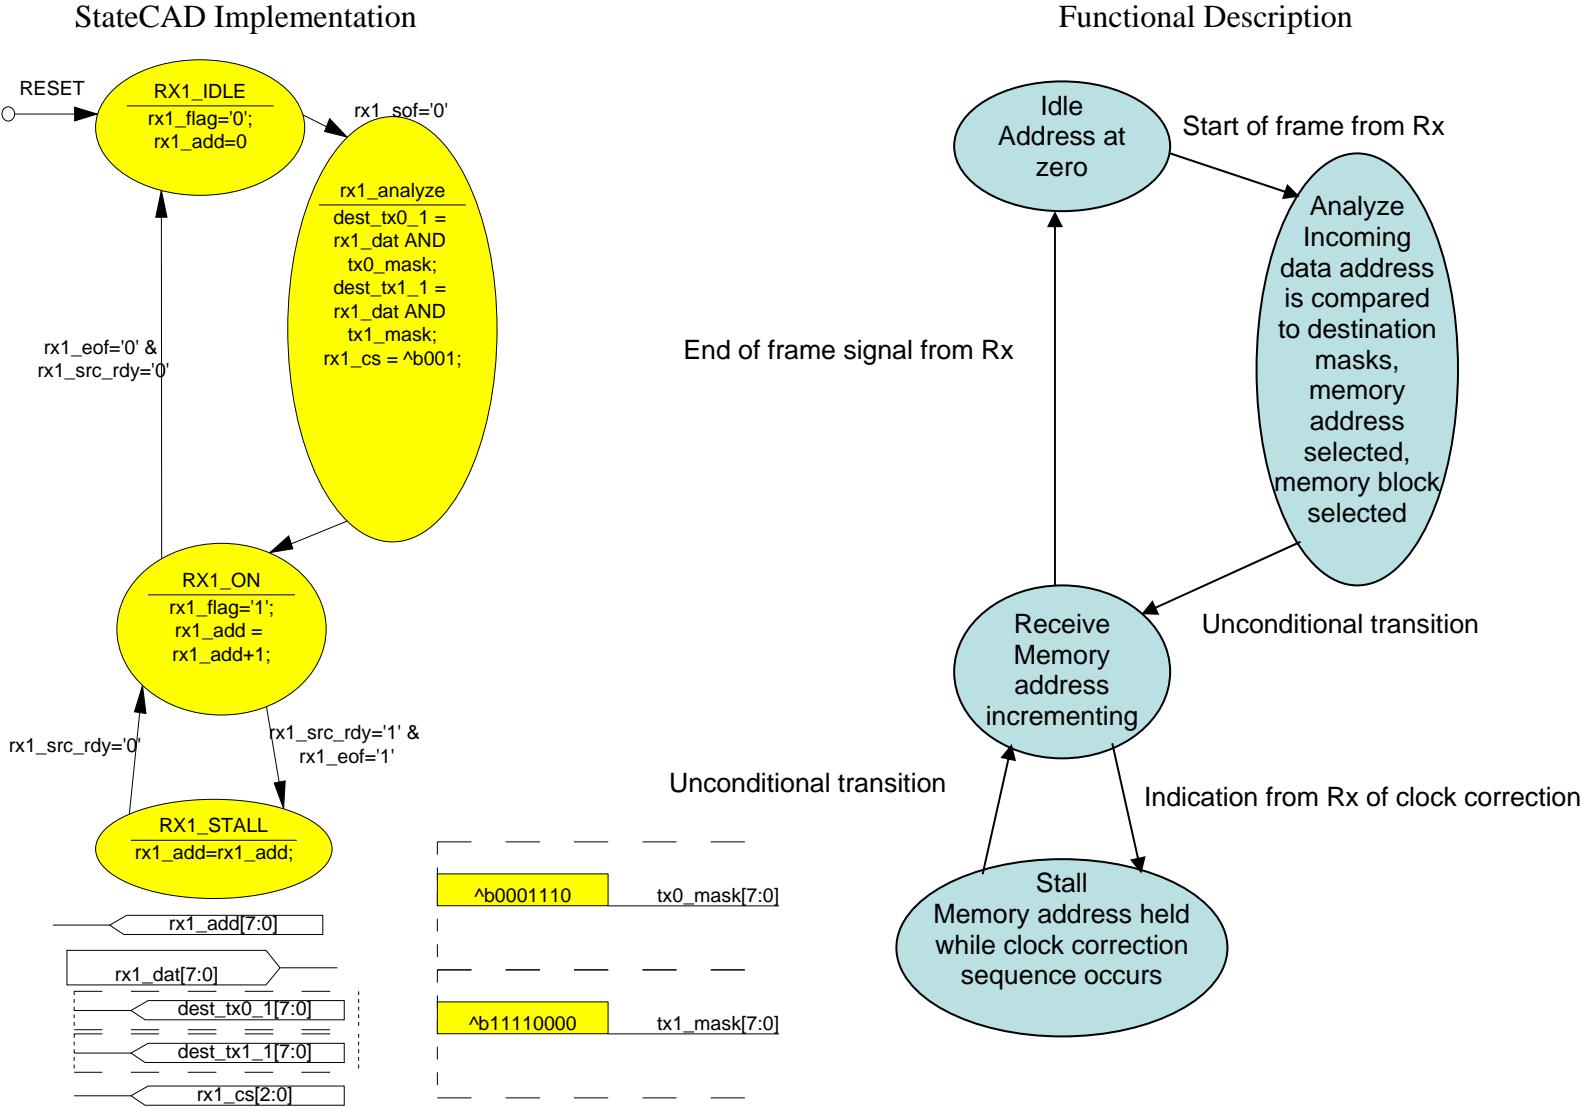 StateCAD Implementation
RESET
RX1_IDLE
rx1_flag='0';
rx1_add=0
rx1_sof='0'
rx1_analyze
dest_tx0_1 =
rx1_dat AND
tx0_mask;
dest_tx1_1 =
rx1_dat AND
tx1_mask;
rx1_cs = ^b001;
rx1_eof='0' &
rx1_src_rdy='0'
RX1_ON
rx1_flag='1';
rx1_add =
rx1_add+1;
rx1_src_rdy='0'
rx1_src_rdy='1' &
rx1_eof='1'
RX1_STALL
rx1_add=rx1_add;
rx1_add[7:0]
rx1_dat[7:0]
dest_tx0_1[7:0]
dest_tx1_1[7:0]
rx1_cs[2:0]
^b0001110
tx0_mask[7:0]
^b11110000
tx1_mask[7:0]
Functional Description
Idle
Address at
zero
Start of frame from Rx
Analyze
Incoming
data address
is compared
to destination
masks,
memory
address
selected,
memory block
selected
End of frame signal from Rx
Unconditional transition
Receive
Memory
address
incrementing
Unconditional transition
Indication from Rx of clock correction
Stall
Memory address held
while clock correction
sequence occurs